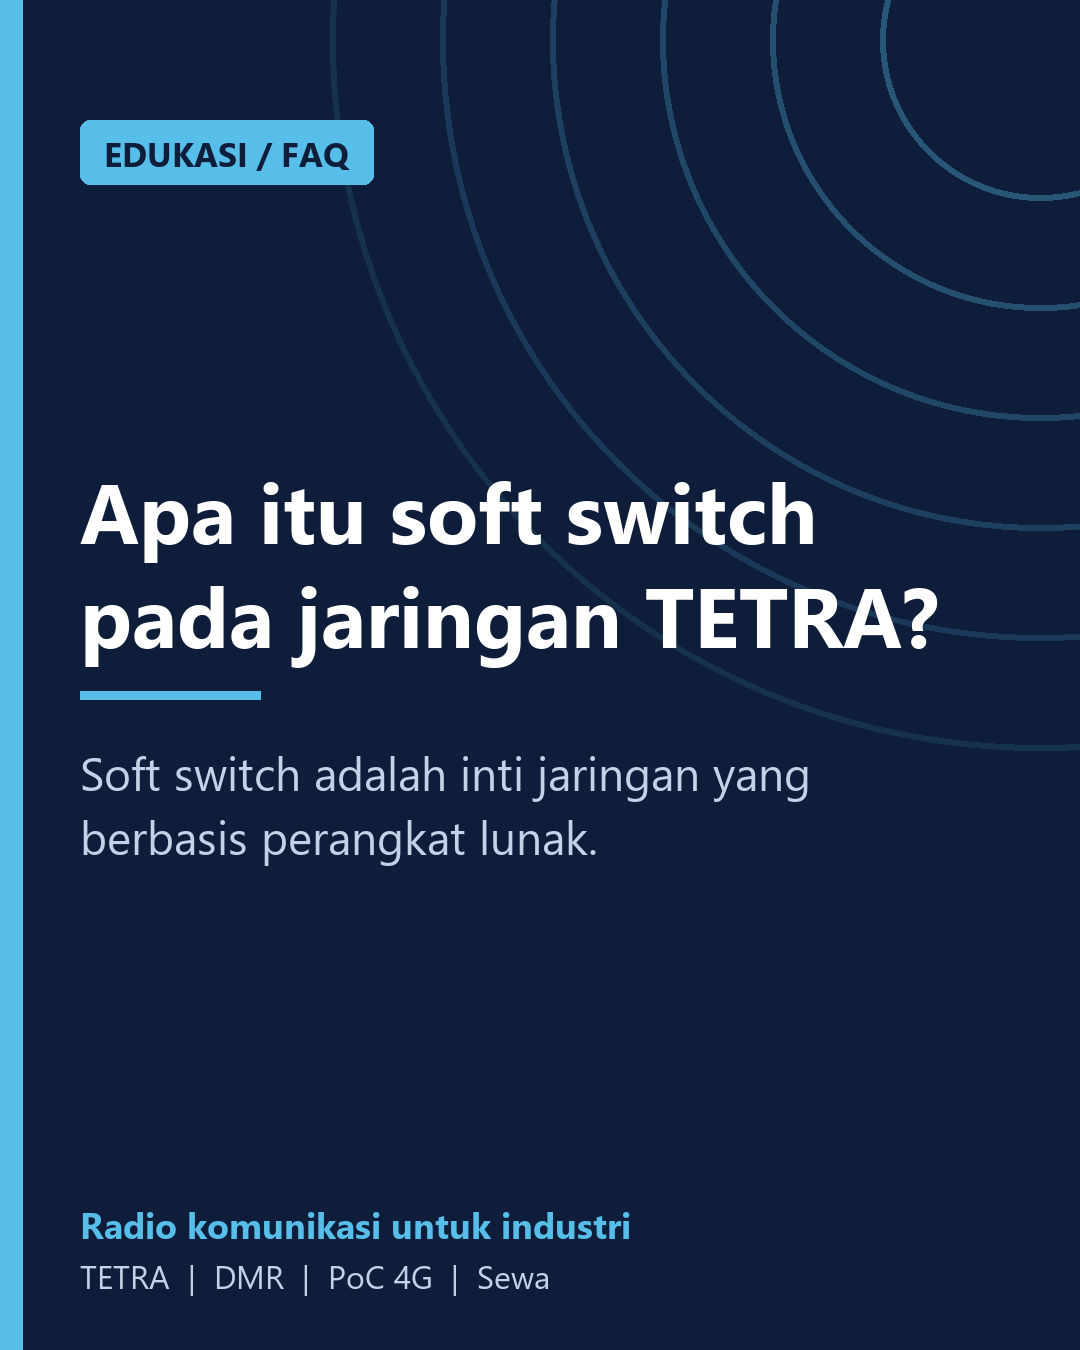 EDUKASI / FAQ
Apa itu soft switch
pada jaringan TETRA?
Soft switch adalah inti jaringan yang
berbasis perangkat lunak.
Radio komunikasi untuk industri
TETRA | DMR | PoC 4G | Sewa